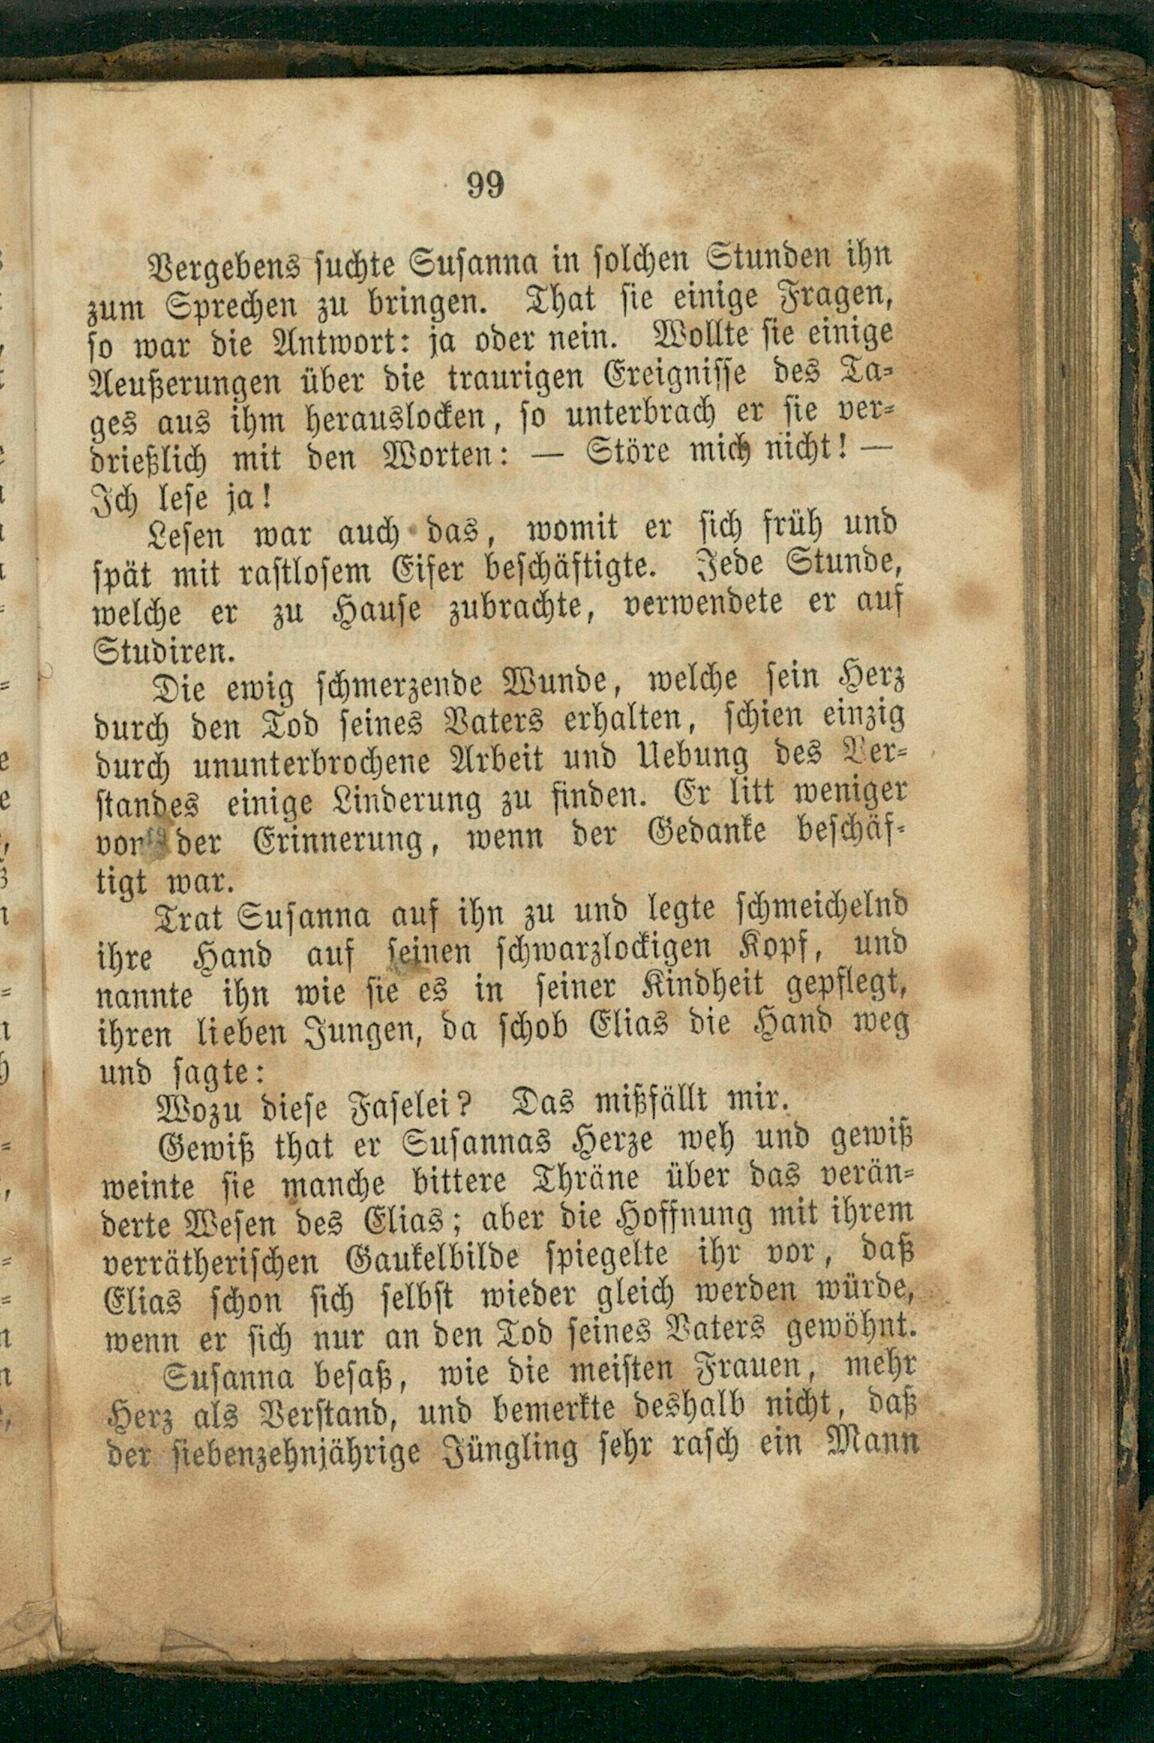 99
Vergebens suchte Susanna in solchen Stunden ihn
zum Sprechen zu bringen. That sie einige Fragen,
so war die Antwort: ja oder nein. Wollte sie einige
Aeußerungen über die traurigen Ereignisse des Ta-
ges aus ihm herauslocken, so unterbrach er sie ver-
drießlich mit den Worten: — Störe mich nicht! —
Ich lese ja!
Lesen war auch das, womit er sich früh und
spät mit rastlosem Eifer beschäftigte. Jede Stunde,
welche er zu Hause zubrachte, verwendete er auf
Studiren.
Die ewig schmerzende Wunde, welche sein Herz
durch den Tod seines Vaters erhalten, schien einzig
durch ununterbrochene Arbeit und Uebung des Ver-
standes einige Linderung zu finden. Er litt weniger
von der Erinnerung, wenn der Gedanke beschäf-
tigt war.
Trat Susanna auf ihn zu und legte schmeichelnd
ihre Hand auf seinen schwarzlockigen Kopf, und
nannte ihn wie sie es in seiner Kindheit gepflegt,
ihren lieben Jungen, da schob Elias die Hand weg
und sagte:
Wozu diese Faselei? Das mißfällt mir.
Gewiß that er Susannas Herze weh und gewiß
weinte sie manche bittere Thräne über das verän-
derte Wesen des Elias; aber die Hoffnung mit ihrem
verrätherischen Gaukelbilde spiegelte ihr vor, daß
Elias schon sich selbst wieder gleich werden würde,
wenn er sich nur an den Tod seines Vaters gewöhnt.
Susanna besaß, wie die meisten Frauen, mehr
Herz als Verstand, und bemerkte deshalb nicht, daß
der siebenzehnjährige Jüngling sehr rasch ein Mann